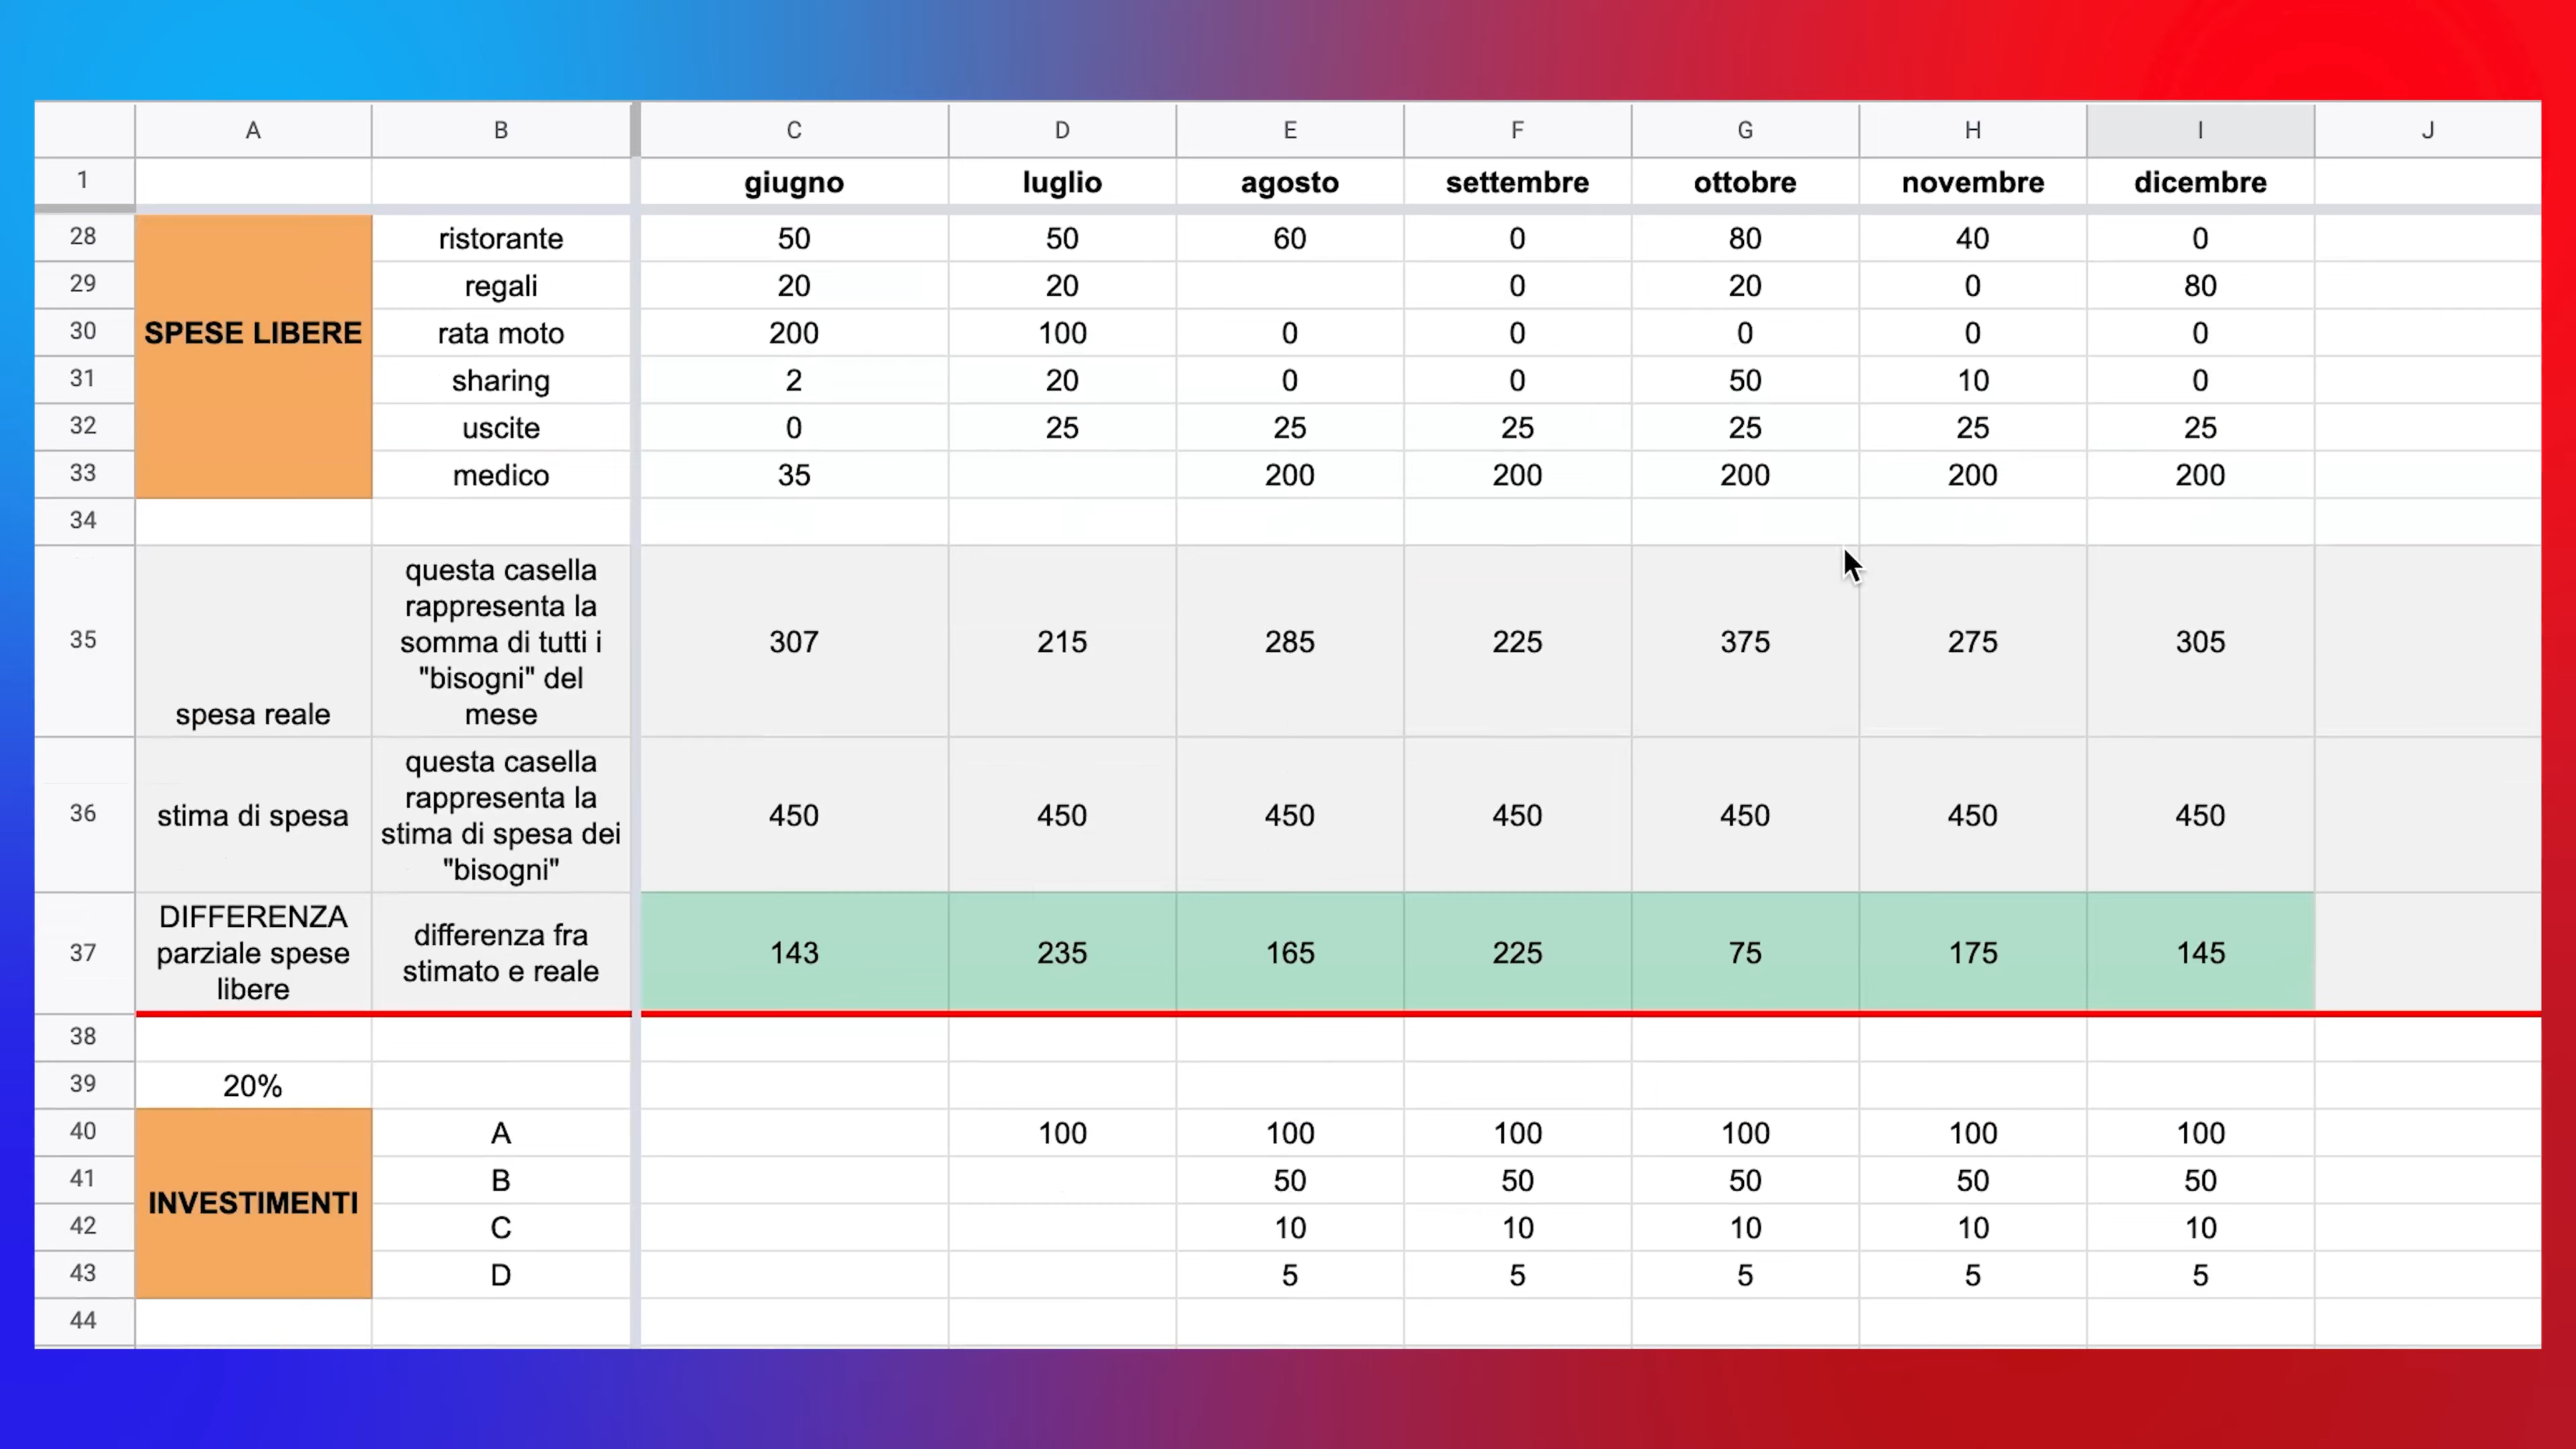 A B C D E F G H I J
1 giugno luglio agosto settembre ottobre novembre dicembre
28 ristorante 50 50 60 0 80 40 0
29 regali 20 20 0 20 0 80
30 SPESE LIBERE rata moto 200 100 0 0 0 0 0
31 sharing 2 20 0 0 50 10 0
32 uscite 0 25 25 25 25 25 25
33 medico 35 200 200 200 200 200
34
questa casella
rappresenta la
35 somma di tutti i 307 215 285 225 375 275 305
"bisogni" del
spesa reale mese
questa casella
rappresenta la
36 stima di spesa stima di spesa dei 450 450 450 450 450 450 450
"bisogni"
DIFFERENZA differenza fra
37 parziale spese stimato e reale 143 235 165 225 75 175 145
libere
38
39 20%
40 A 100 100 100 100 100 100
41 B 50 50 50 50 50
INVESTIMENTI
42 C 10 10 10 10 10
43 D 5 5 5 5 5
44